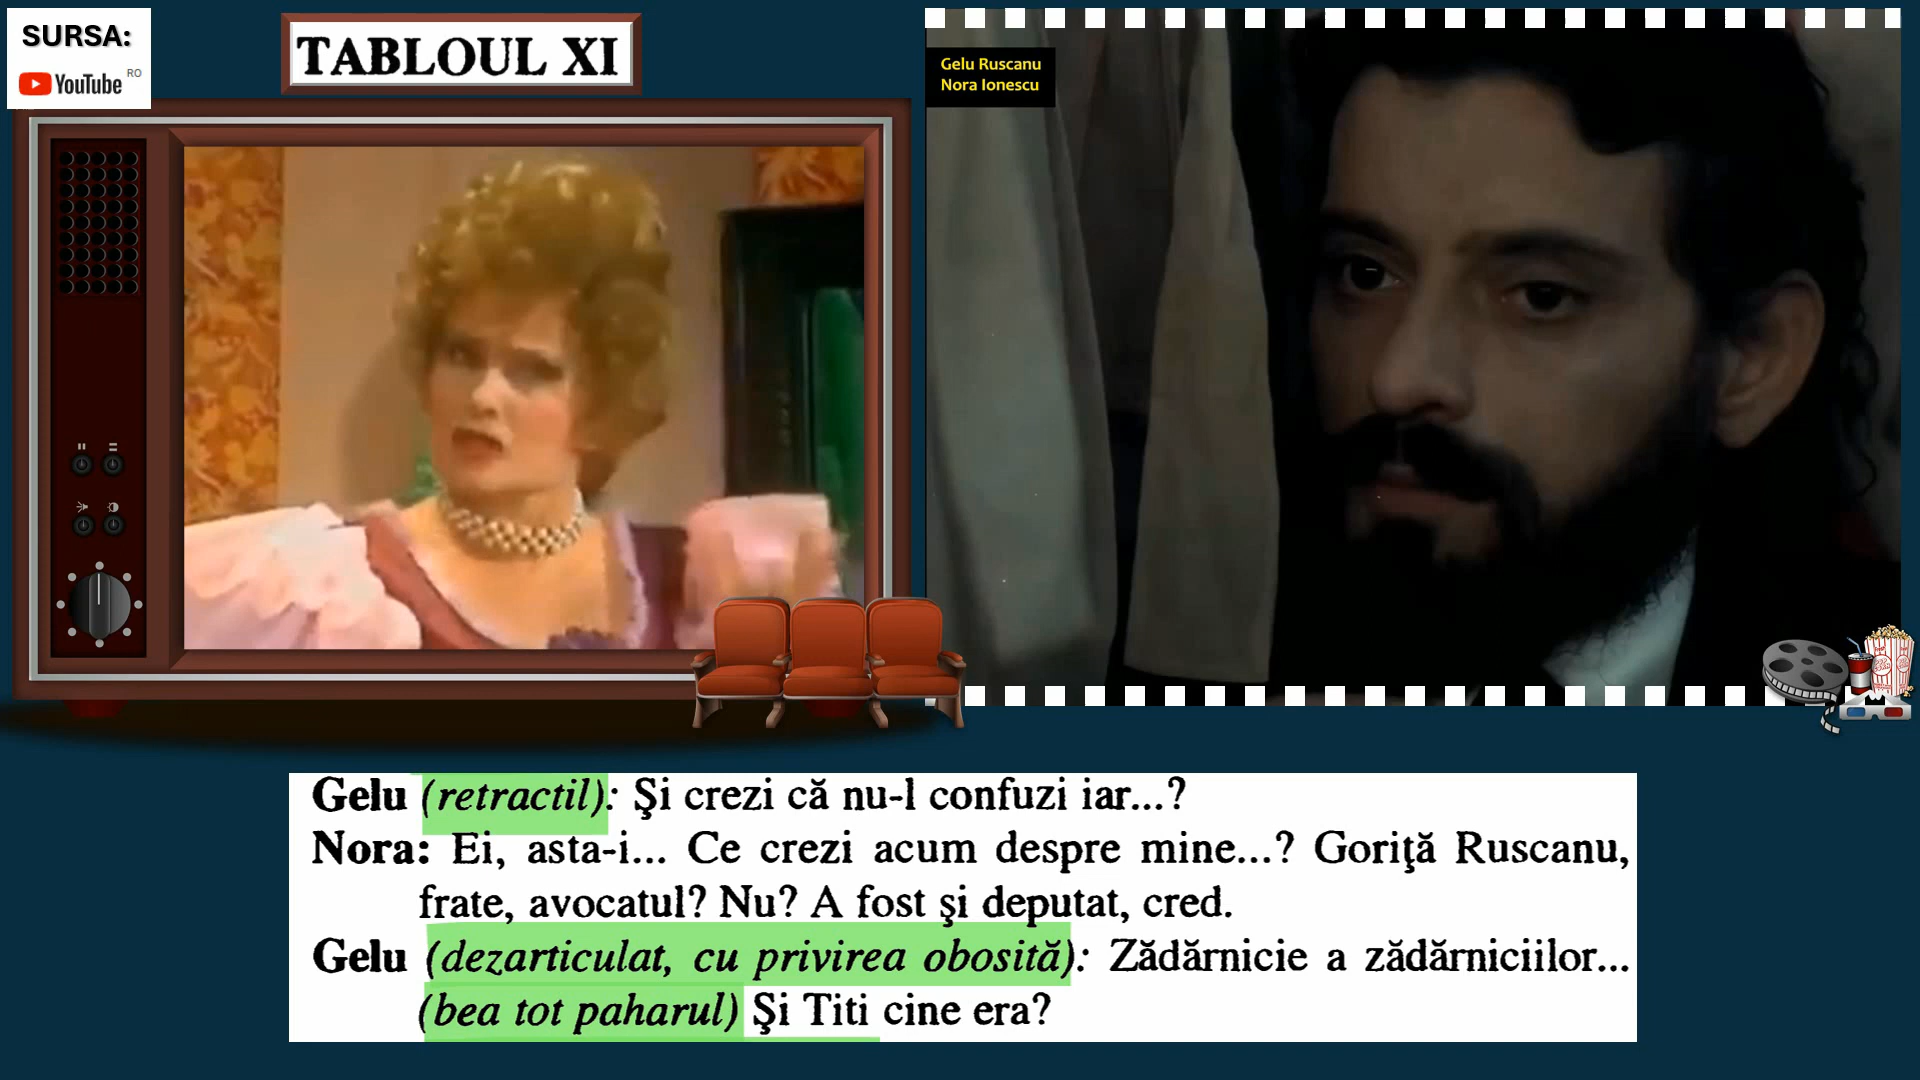 SURSA:
YouTube RO
TABLOUL XI
Gelu Ruscanu
Nora Ionescu
Gelu (retractil): Şi crezi că nu-l confuzi iar...?
Nora: Ei, asta-i... Ce crezi acum despre mine...? Goriţă Ruscanu,
frate, avocatul? Nu? A fost şi deputat, cred.
Gelu (dezarticulat, cu privirea obosită): Zădărnicie a zădărniciilor...
(bea tot paharul) Şi Titi cine era?